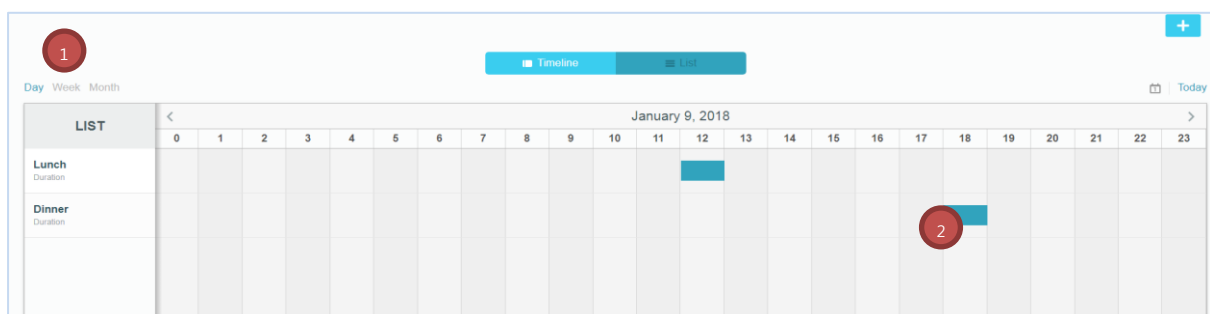 +
1
Timeline List
Day Week Month
Today
LIST
< January 9, 2018 >
0 1 2 3 4 5 6 7 8 9 10 11 12 13 14 15 16 17 18 19 20 21 22 23
Lunch
Duration
Dinner
Duration
2